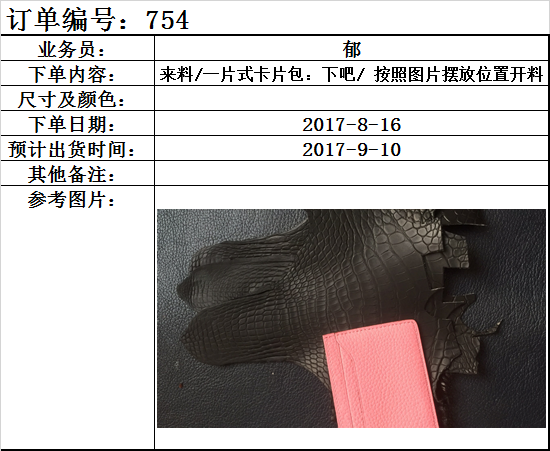 订单编号：754
业务员： 郁
下单内容： 来料/一片式卡片包：下吧/ 按照图片摆放位置开料
尺寸及颜色：
下单日期： 2017-8-16
预计出货时间： 2017-9-10
其他备注：
参考图片：